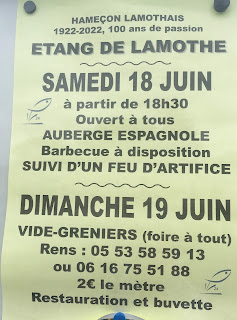 HAMEÇON LAMOTHAIS
1922-2022, 100 ans de passion
ETANG DE LAMOTHE
SAMEDI 18 JUIN
à partir de 18h30
Ouvert à tous
AUBERGE ESPAGNOLE
Barbecue à disposition
SUIVI D'UN FEU D'ARTIFICE
DIMANCHE 19 JUIN
VIDE-GRENIERS (foire à tout)
Rens : 05 53 58 59 13
ou 06 16 75 51 88
2€ le mètre
Restauration et buvette